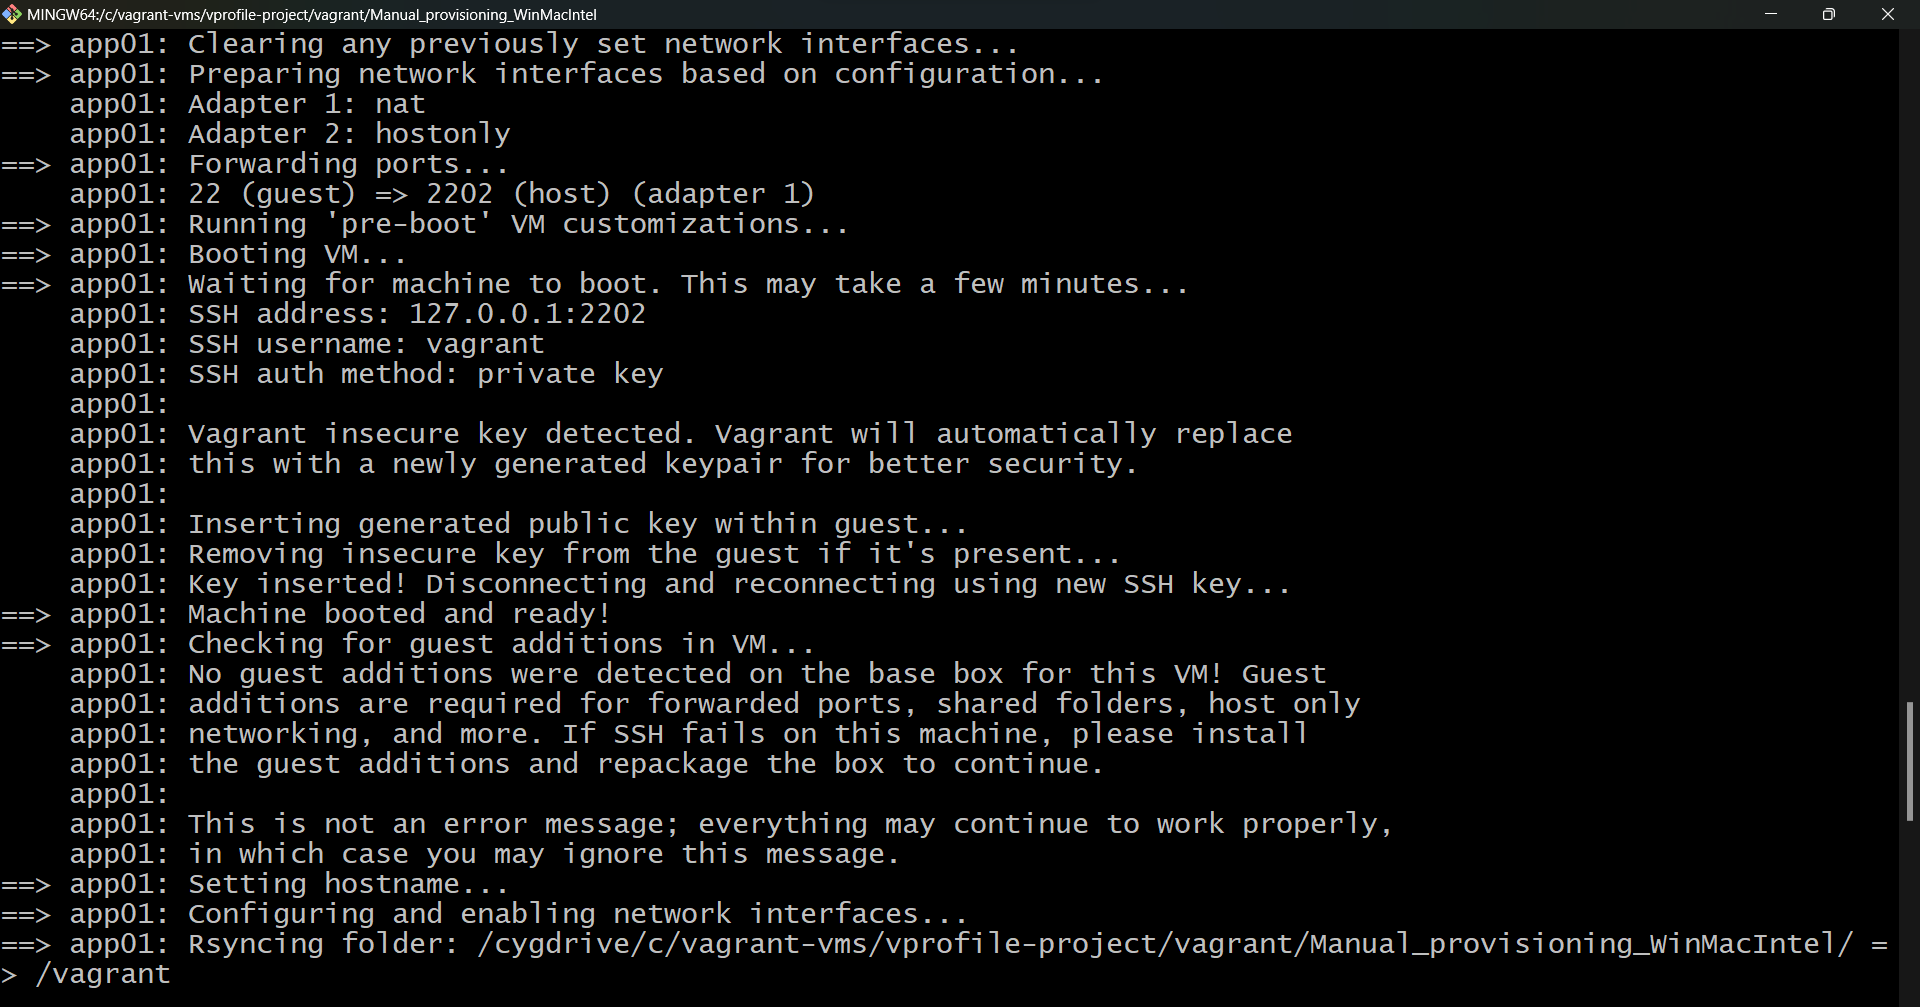 MINGW64:/c/vagrant-vms/vprofile-project/vagrant/Manual_provisioning_WinMacIntel
==> app01: Clearing any previously set network interfaces...
==> app01: Preparing network interfaces based on configuration...
    app01: Adapter 1: nat
    app01: Adapter 2: hostonly
==> app01: Forwarding ports...
    app01: 22 (guest) => 2202 (host) (adapter 1)
==> app01: Running 'pre-boot' VM customizations...
==> app01: Booting VM...
==> app01: Waiting for machine to boot. This may take a few minutes...
    app01: SSH address: 127.0.0.1:2202
    app01: SSH username: vagrant
    app01: SSH auth method: private key
    app01:
    app01: Vagrant insecure key detected. Vagrant will automatically replace
    app01: this with a newly generated keypair for better security.
    app01:
    app01: Inserting generated public key within guest...
    app01: Removing insecure key from the guest if it's present...
    app01: Key inserted! Disconnecting and reconnecting using new SSH key...
==> app01: Machine booted and ready!
==> app01: Checking for guest additions in VM...
    app01: No guest additions were detected on the base box for this VM! Guest
    app01: additions are required for forwarded ports, shared folders, host only
    app01: networking, and more. If SSH fails on this machine, please install
    app01: the guest additions and repackage the box to continue.
    app01:
    app01: This is not an error message; everything may continue to work properly,
    app01: in which case you may ignore this message.
==> app01: Setting hostname...
==> app01: Configuring and enabling network interfaces...
==> app01: Rsyncing folder: /cygdrive/c/vagrant-vms/vprofile-project/vagrant/Manual_provisioning_WinMacIntel/ =
> /vagrant